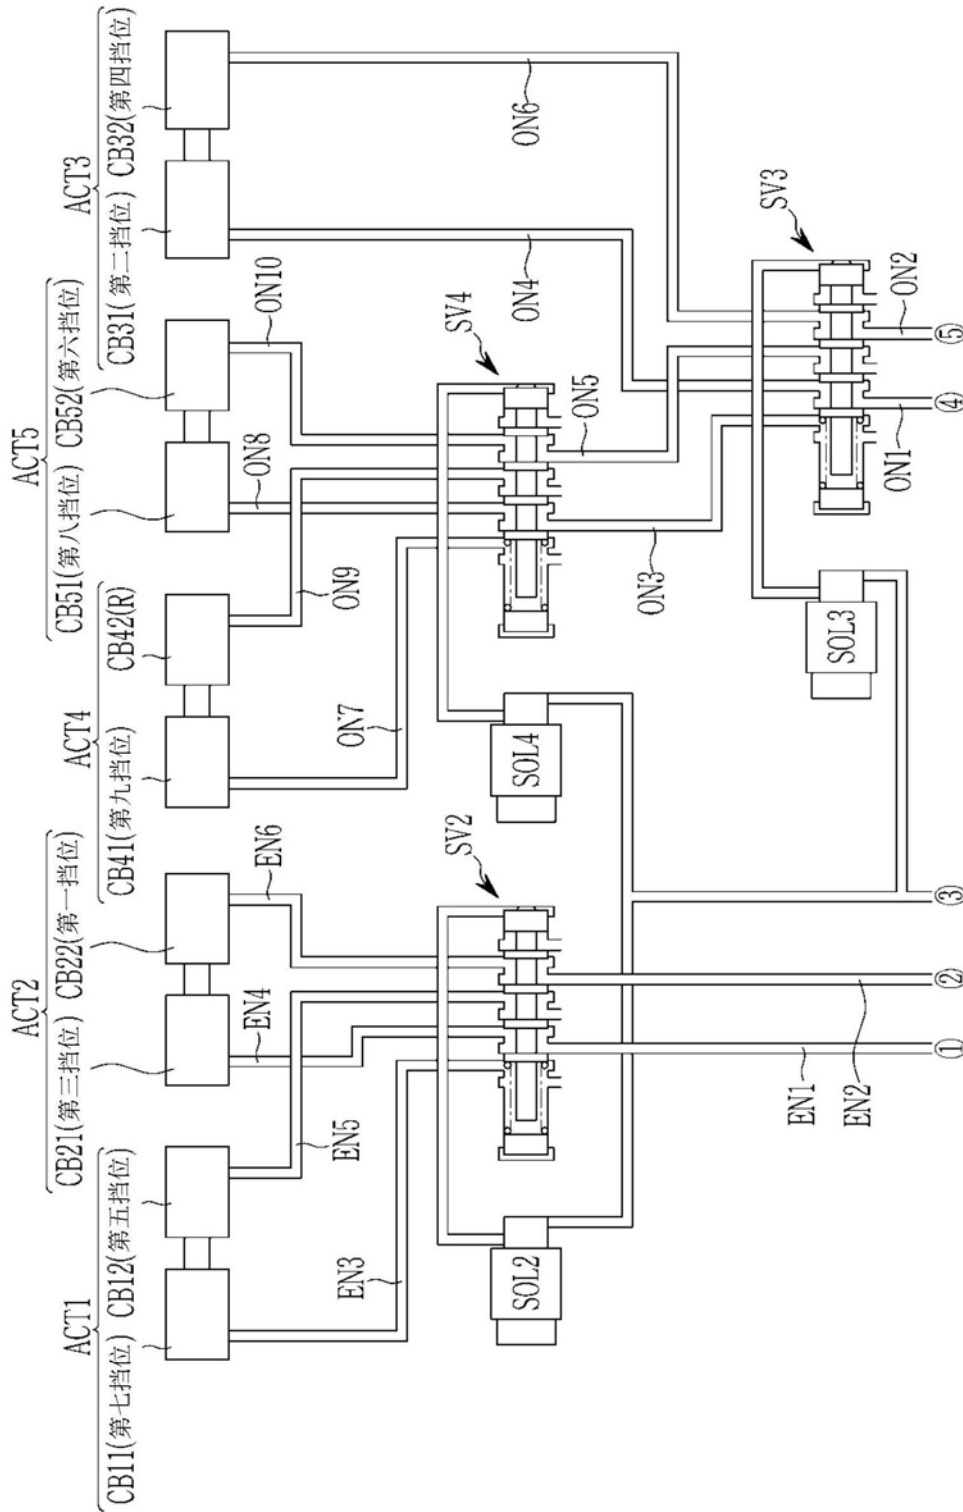 ACT1
CB11(第七挡位)
CB12(第五挡位)
ACT2
CB21(第三挡位)
CB22(第一挡位)
ACT4
CB41(第九挡位)
CB42(R)
ACT5
CB51(第八挡位)
CB52(第六挡位)
ACT3
CB31(第二挡位)
CB32(第四挡位)
EN3
EN5
EN4
EN6
ON7
ON9
ON8
ON10
ON4
ON6
SOL2
SV2
SOL4
SV4
ON3
ON5
SOL3
SV3
EN1
EN2
ON1
ON2
①
②
③
④
⑤